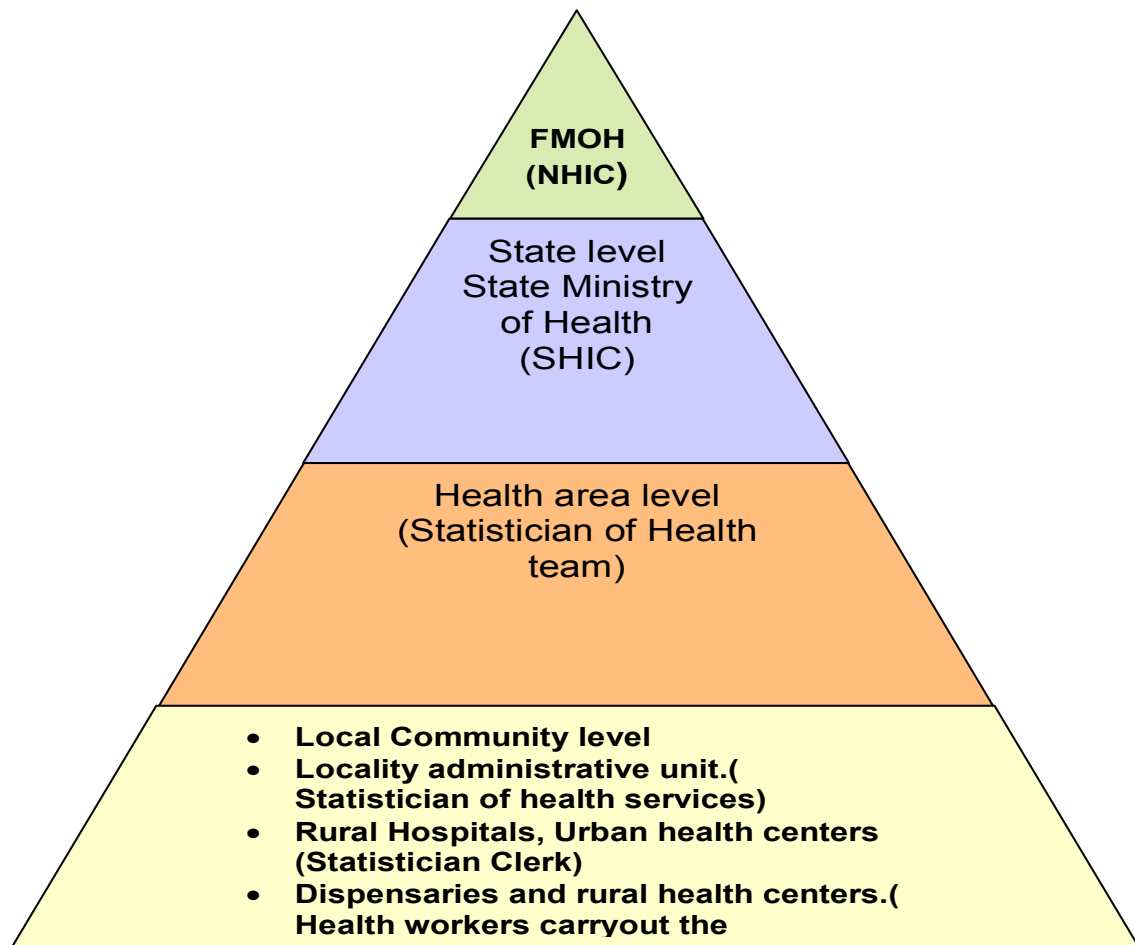 FMOH
(NHIC)
State level
State Ministry
of Health
(SHIC)
Health area level
(Statistician of Health
team)
• Local Community level
• Locality administrative unit.(
Statistician of health services)
• Rural Hospitals, Urban health centers
(Statistician Clerk)
• Dispensaries and rural health centers.(
Health workers carryout the